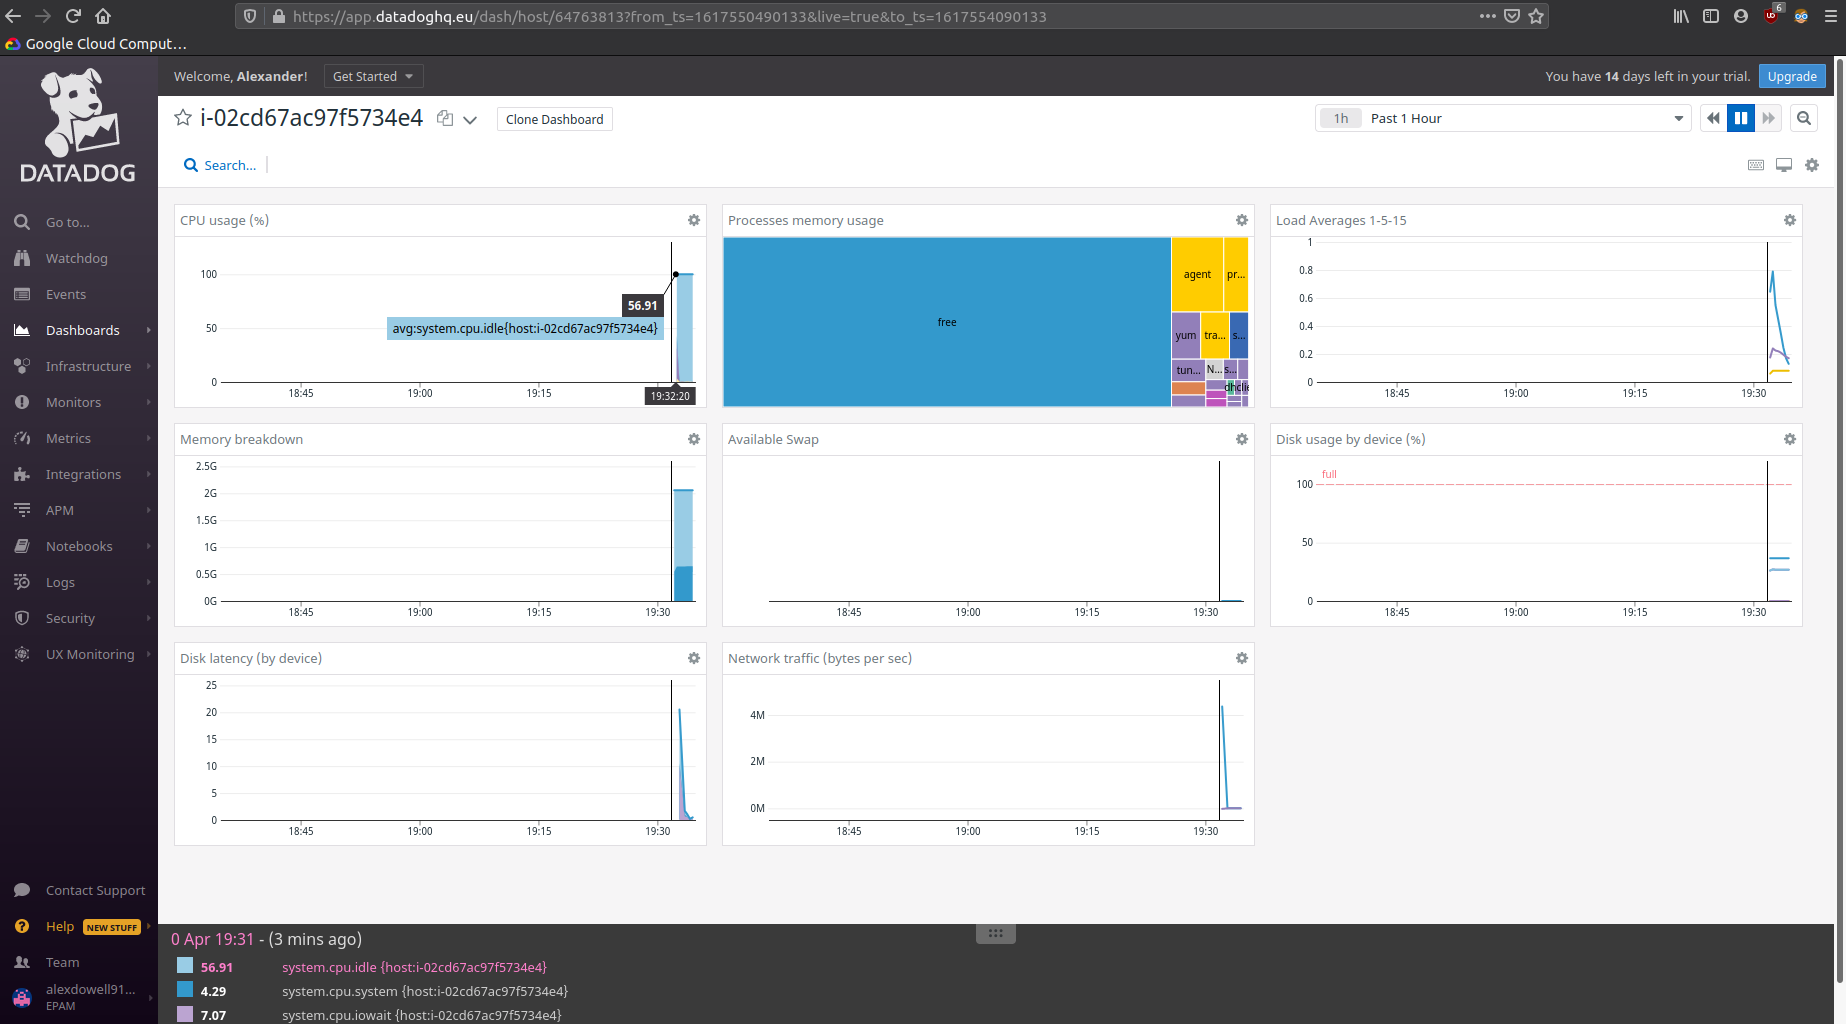 https://app.datadoghq.eu/dash/host/64763813?from_ts=1617550490133&live=true&to_ts=1617554090133
6
Google Cloud Comput…
DATADOG
Welcome, Alexander!
Get Started
You have 14 days left in your trial.
Upgrade
i-02cd67ac97f5734e4
Clone Dashboard
1h
Past 1 Hour
Search...
Go to...
Watchdog
Events
Dashboards
Infrastructure
Monitors
Metrics
Integrations
APM
Notebooks
Logs
Security
UX Monitoring
Contact Support
Help
NEW STUFF
Team
alexdowell91...
EPAM
CPU usage (%)
100
50
0
56.91
avg:system.cpu.idle{host:i-02cd67ac97f5734e4}
18:45
19:00
19:15
19:32:20
Processes memory usage
free
agent
pr...
yum
tra...
s...
tun...
N...
s...
dhclie
Load Averages 1-5-15
1
0.8
0.6
0.4
0.2
0
18:45
19:00
19:15
19:30
Memory breakdown
2.5G
2G
1.5G
1G
0.5G
0G
18:45
19:00
19:15
19:30
Available Swap
18:45
19:00
19:15
19:30
Disk usage by device (%)
full
100
50
0
18:45
19:00
19:15
19:30
Disk latency (by device)
25
20
15
10
5
0
18:45
19:00
19:15
19:30
Network traffic (bytes per sec)
4M
2M
0M
18:45
19:00
19:15
19:30
0 Apr 19:31 - (3 mins ago)
56.91 system.cpu.idle {host:i-02cd67ac97f5734e4}
4.29 system.cpu.system {host:i-02cd67ac97f5734e4}
7.07 system.cpu.iowait {host:i-02cd67ac97f5734e4}